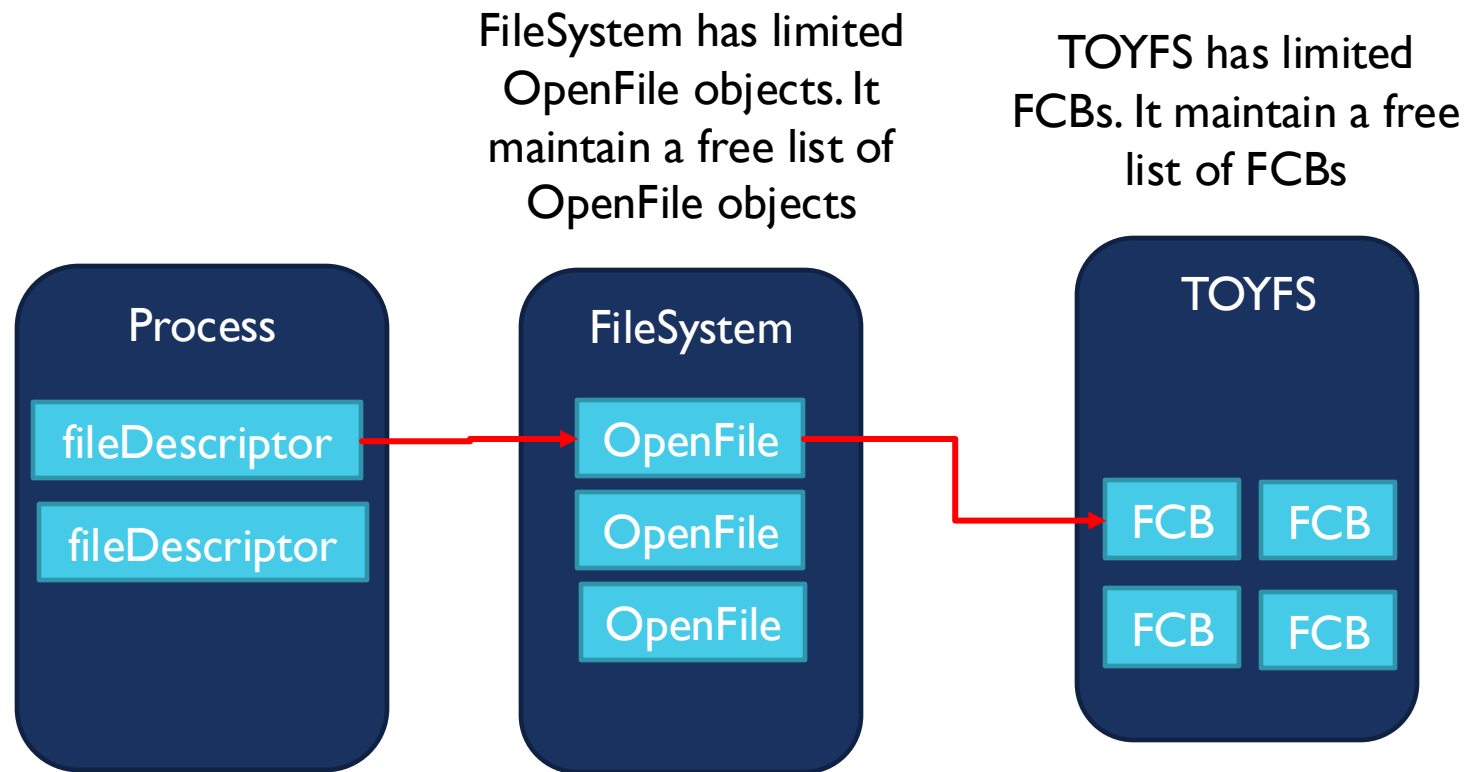 FileSystem has limited
OpenFile objects. It
maintain a free list of
OpenFile objects
TOYFS has limited
FCBs. It maintain a free
list of FCBs
Process
fileDescriptor
fileDescriptor
FileSystem
OpenFile
OpenFile
OpenFile
TOYFS
FCB
FCB
FCB
FCB